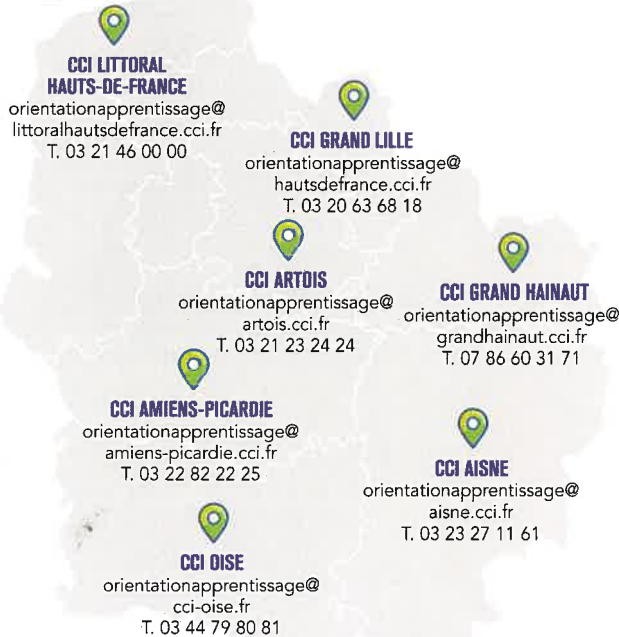 CCI LITTORAL
HAUTS-DE-FRANCE
orientationapprentissage@
littoralhautsdefrance.cci.fr
T. 03 21 46 00 00
CCI GRAND LILLE
orientationapprentissage@
hautsdefrance.cci.fr
T. 03 20 63 68 18
CCI ARTOIS
orientationapprentissage@
artois.cci.fr
T. 03 21 23 24 24
CCI GRAND HAINAUT
orientationapprentissage@
grandhainaut.cci.fr
T. 07 86 60 31 71
CCI AMIENS-PICARDIE
orientationapprentissage@
amiens-picardie.cci.fr
T. 03 22 82 22 25
CCI AISNE
orientationapprentissage@
aisne.cci.fr
T. 03 23 27 11 61
CCI OISE
orientationapprentissage@
cci-oise.fr
T. 03 44 79 80 81